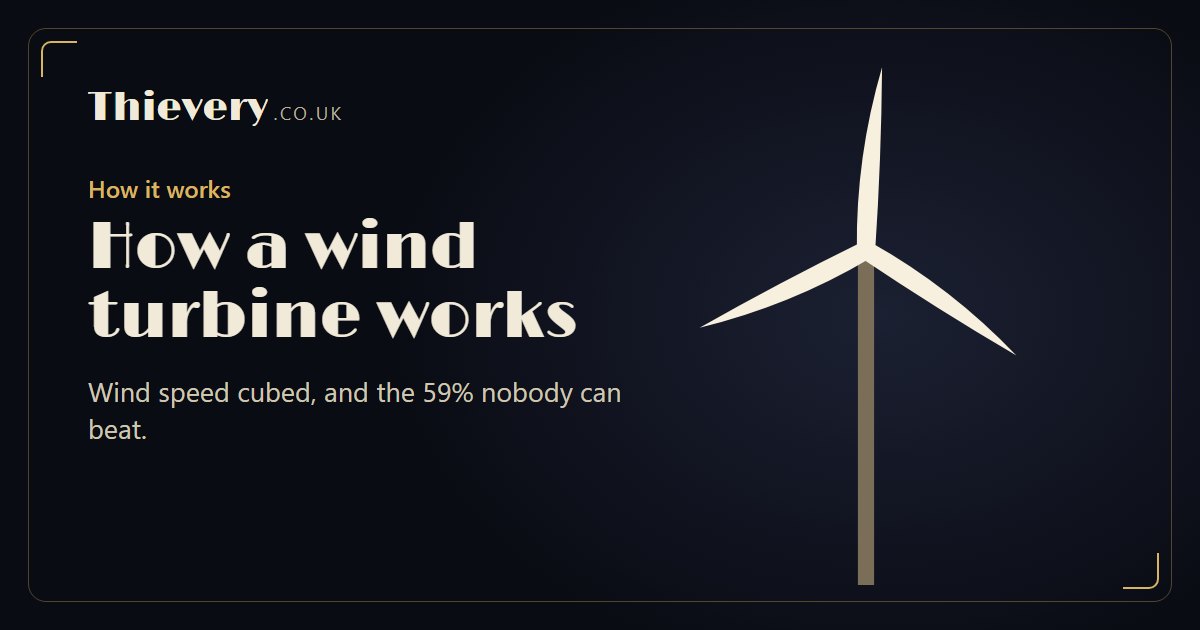 Thievery.CO.UK
How it works
How a wind
turbine works
Wind speed cubed, and the 59% nobody can
beat.